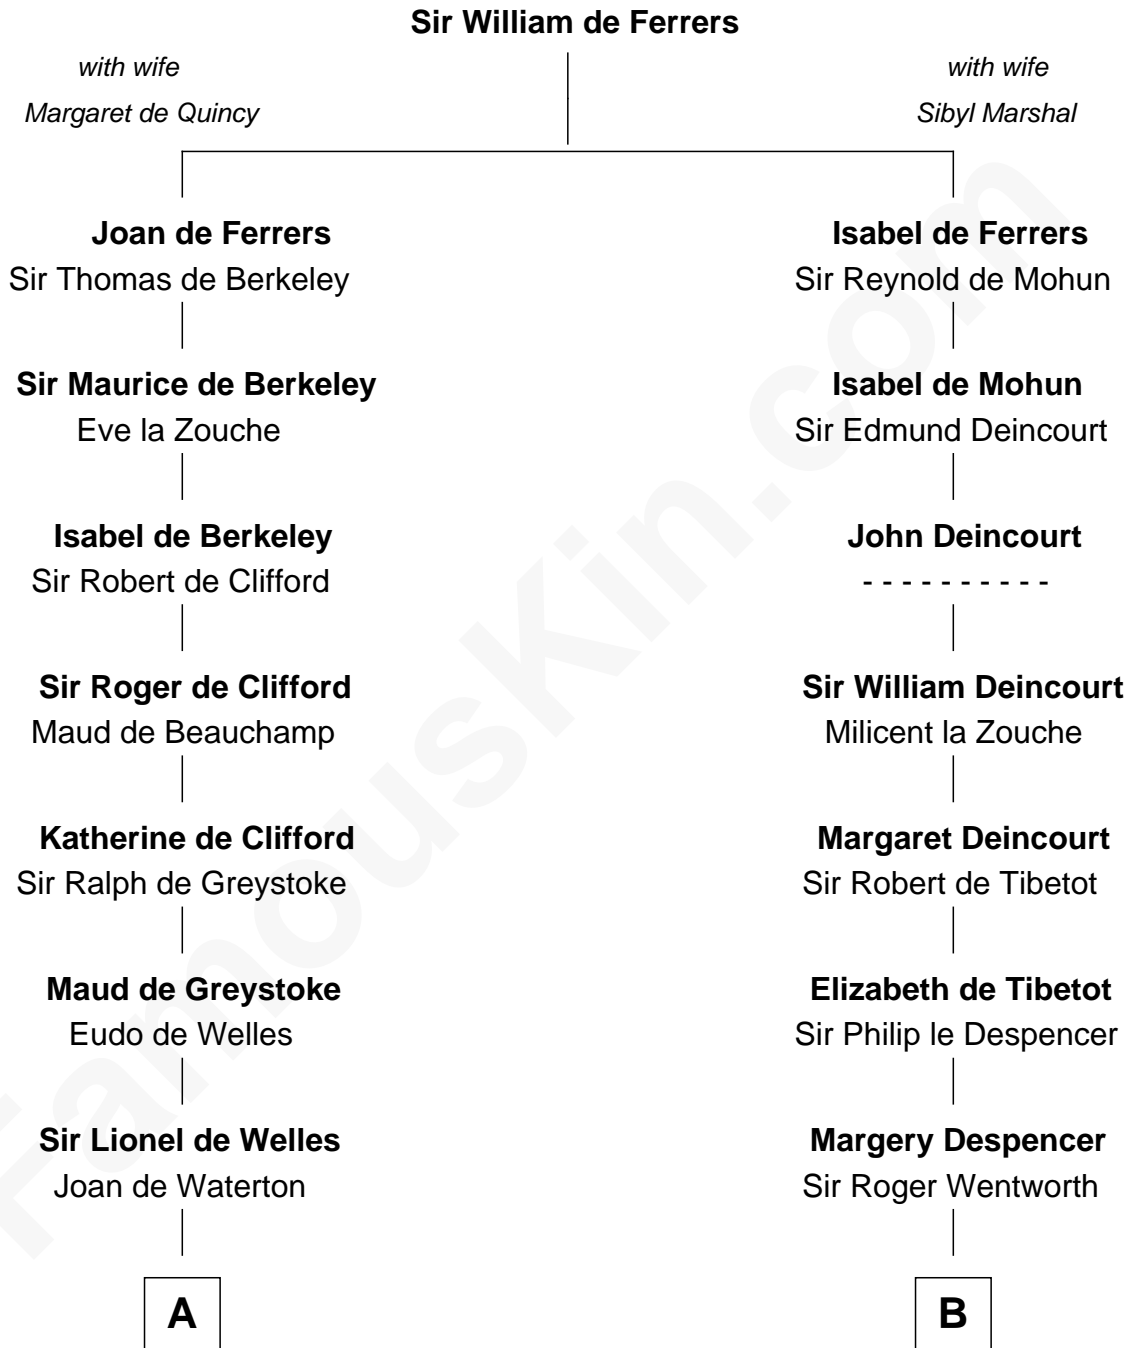 Sir William de Ferrers
with wife
Margaret de Quincy
with wife
Sibyl Marshal
Joan de Ferrers
Sir Thomas de Berkeley
Isabel de Ferrers
Sir Reynold de Mohun
Sir Maurice de Berkeley
Eve la Zouche
Isabel de Mohun
Sir Edmund Deincourt
Isabel de Berkeley
Sir Robert de Clifford
John Deincourt
- - - - - - - - - -
Sir Roger de Clifford
Maud de Beauchamp
Sir William Deincourt
Milicent la Zouche
Katherine de Clifford
Sir Ralph de Greystoke
Margaret Deincourt
Sir Robert de Tibetot
Maud de Greystoke
Eudo de Welles
Elizabeth de Tibetot
Sir Philip le Despencer
Sir Lionel de Welles
Joan de Waterton
Margery Despencer
Sir Roger Wentworth
A
B
FamousKin.com